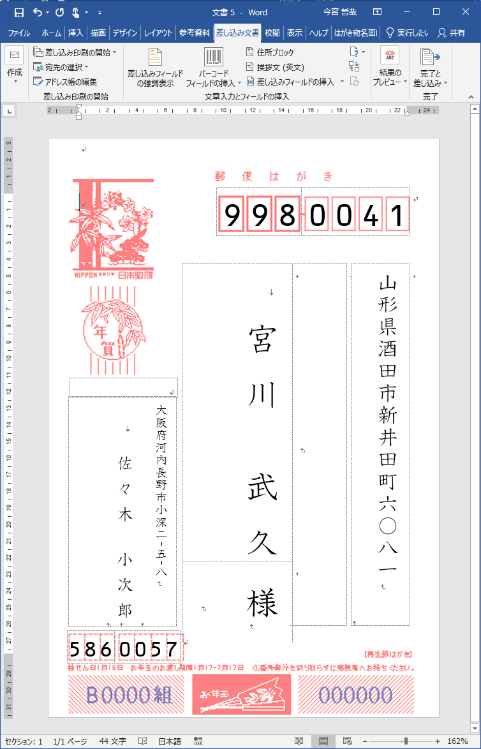 文書 5 - Word
今宮 哲哉
ファイル ホーム 挿入 描画 デザイン レイアウト 参考資料 差し込み文書 校閲 表示 ヘルプ はがき宛名面 実行したい 共有
作成
差し込み印刷の開始
宛先の選択
アドレス帳の編集
差し込み印刷の開始
差し込みフィールドの強調表示
バーコード フィールドの挿入
住所ブロック
挨拶文 (英文)
差し込みフィールドの挿入
文章入力とフィールドの挿入
結果の プレビュー
完了と 差し込み
完了
郵便はがき
9980041
NIPPON
日本郵便
年賀
山形県酒田市新井田町六〇八一
宮川 武久 様
大阪府河内長野市小深二-五-八
佐々木 小次郎
5860057
[再生紙はがき]
抽せん日1月15日 お年玉のお渡し期間1月17-7月17日 ①番号部分を切り取らずに郵便局へお持ちください。
B0000組
お年玉
000000
セクション: 1 1/1 ページ 44 文字 日本語 162%